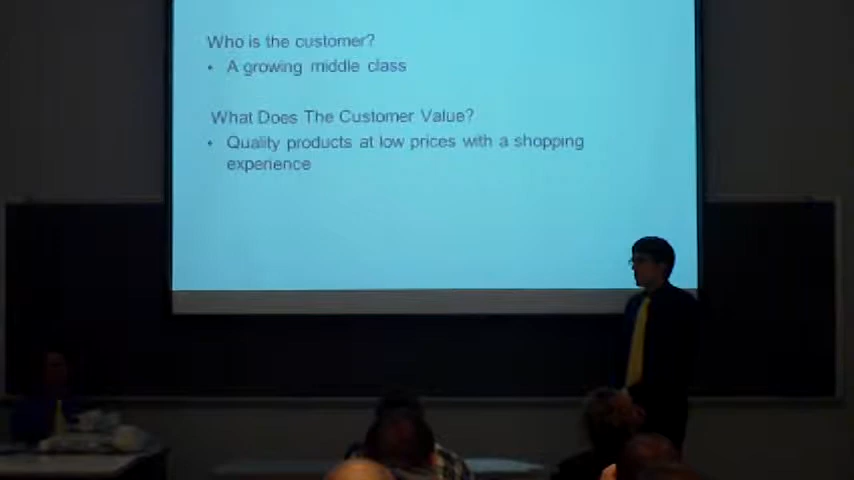 Who is the customer?
• A growing middle class
What Does The Customer Value?
• Quality products at low prices with a shopping
experience